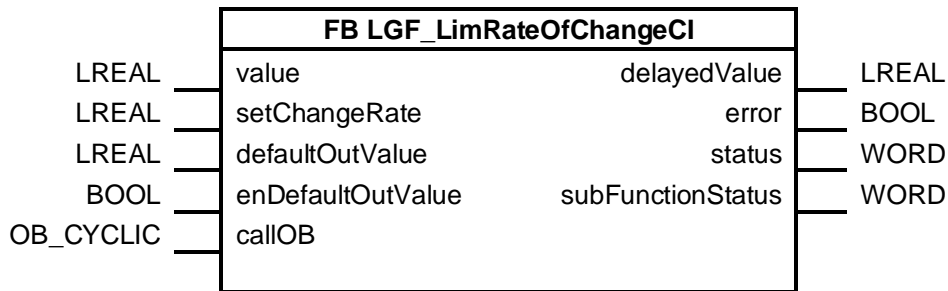 FB LGF_LimRateOfChangeCI
LREAL value delayedValue LREAL
LREAL setChangeRate error BOOL
LREAL defaultOutValue status WORD
BOOL enDefaultOutValue subFunctionStatus WORD
OB_CYCLIC callOB